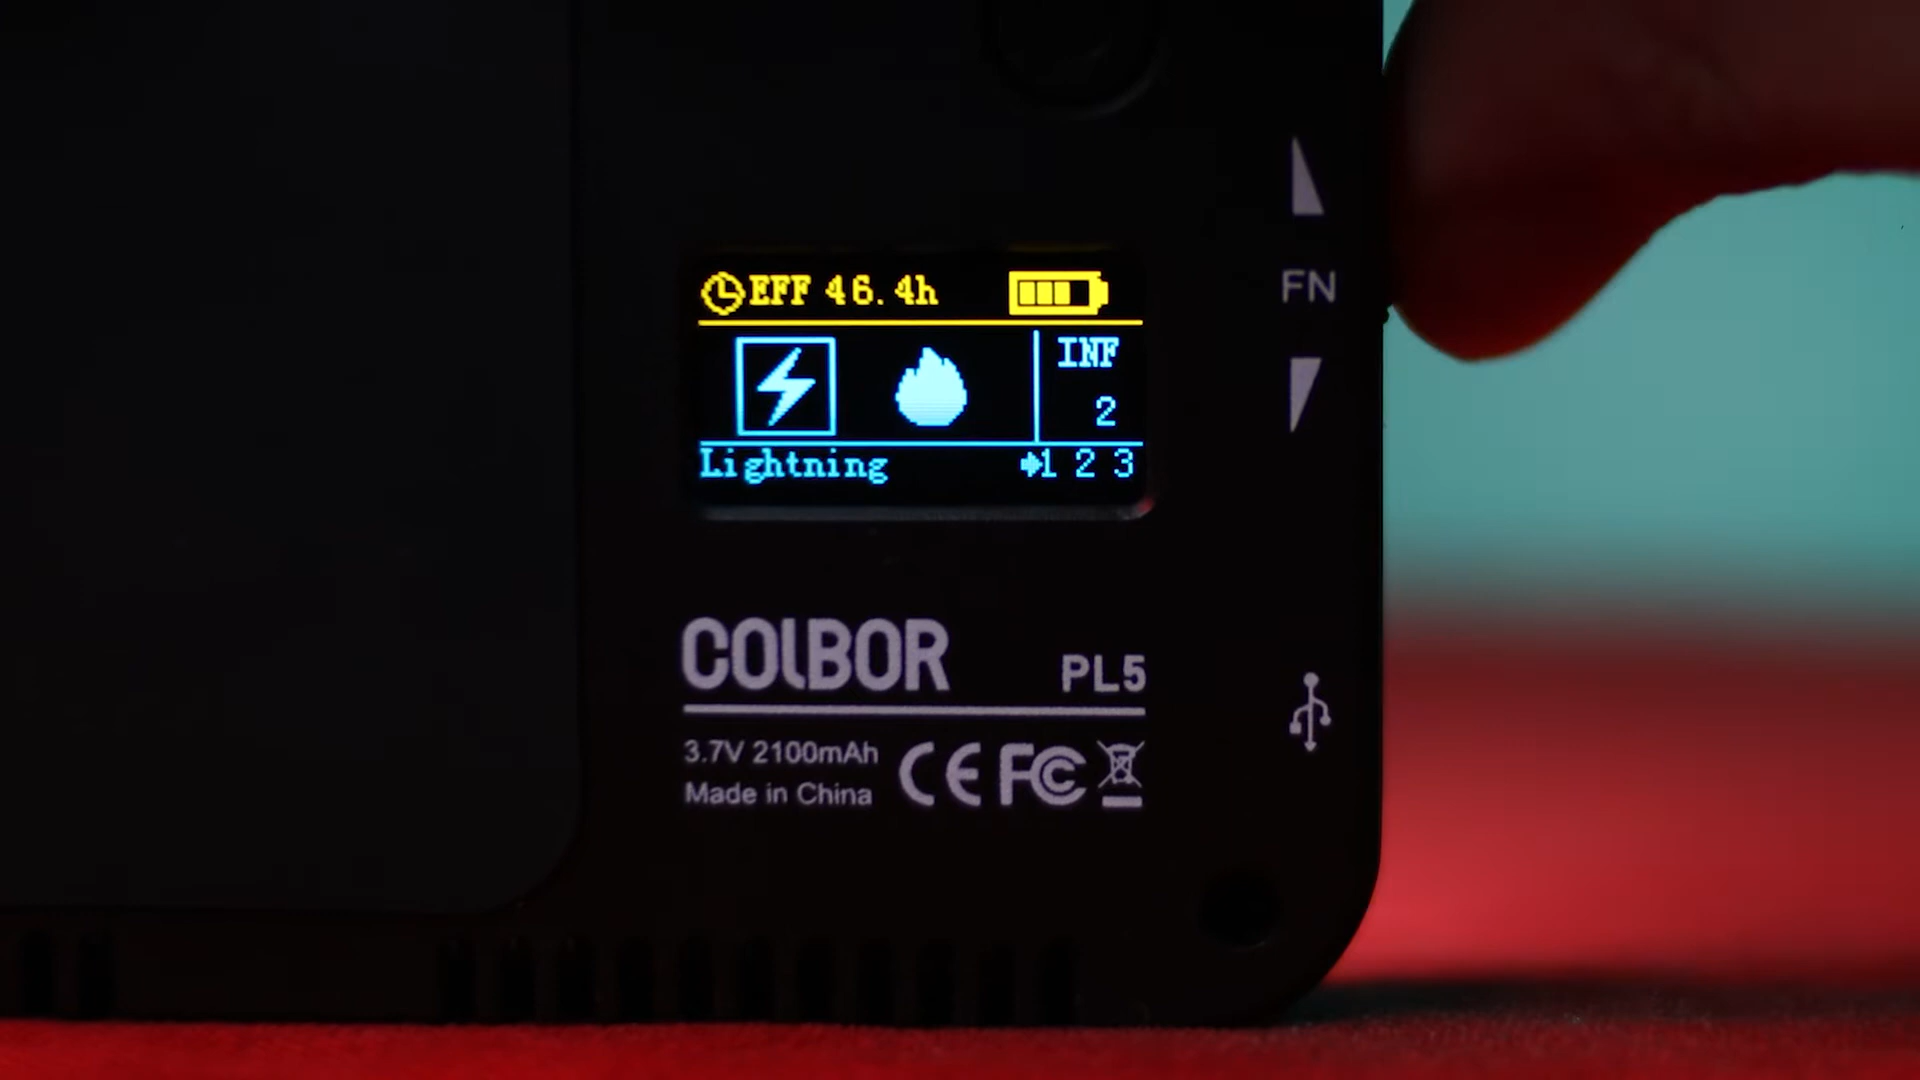 EFF 46.4h
INF
2
Lightning 1 2 3
FN
COLBOR PL5
3.7V 2100mAh
Made in China
CE FC